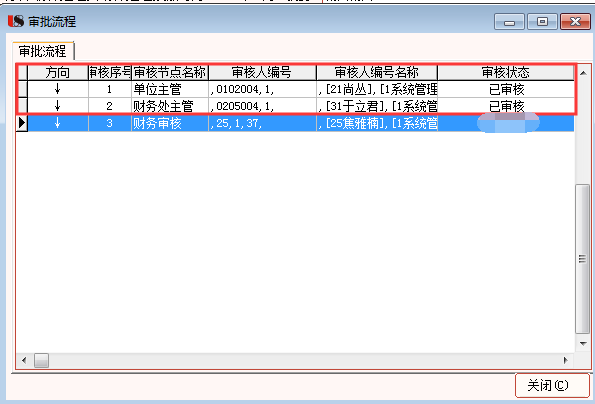 审批流程
审批流程
方向 审核序号 审核节点名称 审核人编号 审核人编号名称 审核状态
↓ 1 单位主管 ,0102004,1, ,[21尚丛],[1系统管理 已审核
↓ 2 财务处主管 ,0205004,1, ,[31于立君],[1系统管 已审核
↓ 3 财务审核 ,25,1,37, ,[25焦雅楠],[1系统管
关闭(C)